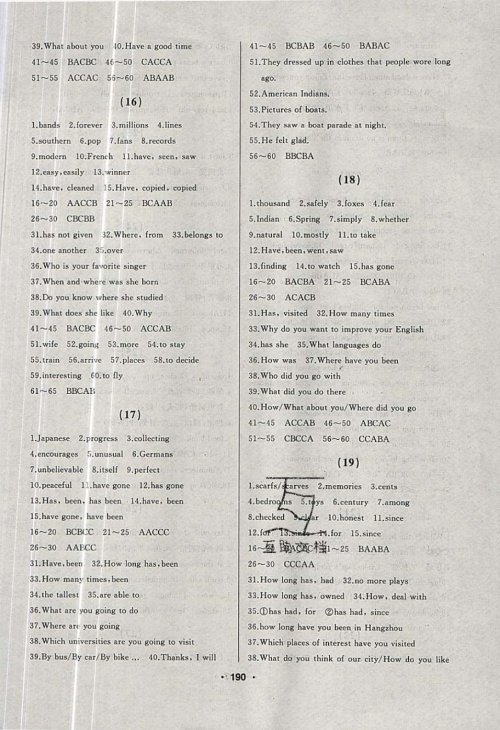 39.What about you 40.Have a good time
41～45 BACBC 46～50 CACCA
51～55 ACCAC 56～60 ABAAB
(16)
1.bands 2.forever 3.millions 4.lines
5.southern 6.pop 7.fans 8.records
9.modern 10.French 11.have, seen, saw
12.easy,easily 13.winner
14.have, cleaned 15.Have, copied, copied
16～20 AACCB 21～25 BCAAB
26～30 CBCBB
31.has not given 32.Where, from 33.belongs to
34.one another 35.over
36.Who is your favorite singer
37.When and where was she born
38.Do you know where she studied
39.What does she like 40.Why
41～45 BACBC 46～50 ACCAB
51.wife 52.going 53.more 54.to stay
55.train 56.arrive 57.places 58.to decide
59.interesting 60.to fly
61～65 BBCAB
(17)
1.Japanese 2.progress 3.collecting
4.encourages 5.unusual 6.Germans
7.unbelievable 8.itself 9.perfect
10.peaceful 11.have gone 12.has gone
13.Has, been, has been 14.have, been
15.have gone, have been
16～20 BCBCC 21～25 AACCC
26～30 AABCC
31.Have,been 32.How long has,been
33.How many times,been
34.the tallest 35.are able to
36.What are you going to do
37.Where are you going
38.Which universities are you going to visit
39.By bus/By car/By bike … 40.Thanks, I will
41～45 BCBAB 46～50 BABAC
51.They dressed up in clothes that people wore long
ago.
52.American Indians.
53.Pictures of boats.
54.They saw a boat parade at night.
55.He felt glad.
56～60 BBCBA
(18)
1.thousand 2.safely 3.foxes 4.fear
5.Indian 6.Spring 7.simply 8.whether
9.natural 10.mostly 11.to take
12.Have,been,went,saw
13.finding 14.to watch 15.has gone
16～20 BACBA 21～25 BCABA
26～30 ACACB
31.Has, visited 32.How many times
33.Why do you want to improve your English
34.has she 35.What languages do
36.How was 37.Where have you been
38.Who did you go with
39.What did you do there
40.How/What about you/Where did you go
41～45 ACCAB 46～50 ABCAC
51～55 CBCCA 56～60 CCABA
(19)
1.scarfs/scarves 2.memories 3.cents
4.bedrooms 5.toys 6.century 7.among
8.checked 10.honest 11.since
12.for 13.since 14.for 15.since
21～25 BAABA
26～30 CCCAA
31.How long has, had 32.no more plays
33.How long has, owned 34.How, deal with
35.①has had, for ②has had, since
36.how long have you been in Hangzhou
37.Which places of interest have you visited
38.What do you think of our city/How do you like
· 190 ·